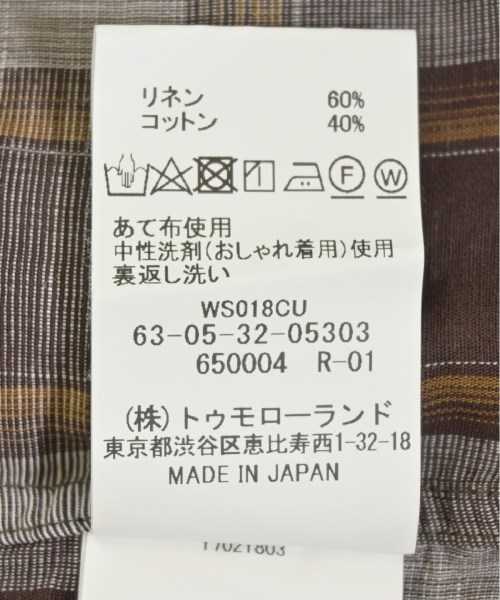 リネン 60%
コットン 40%
F W
あて布使用
中性洗剤(おしゃれ着用)使用
裏返し洗い
WS018CU
63-05-32-05303
650004 R-01
(株)トゥモローランド
東京都渋谷区恵比寿西1-32-18
MADE IN JAPAN
17021803